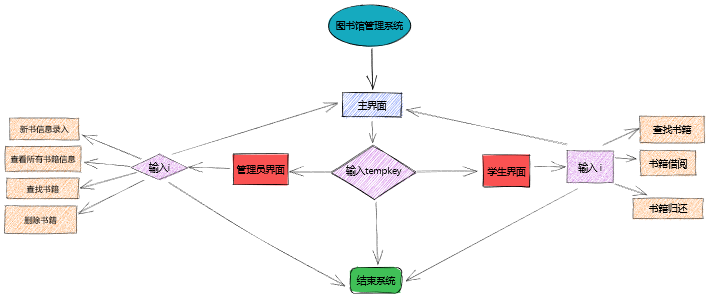 图书馆管理系统
主界面
新书信息录入
查看所有书籍信息
查找书籍
删除书籍
输入i
管理员界面
输入tempkey
学生界面
输入 i
查找书籍
书籍借阅
书籍归还
结束系统